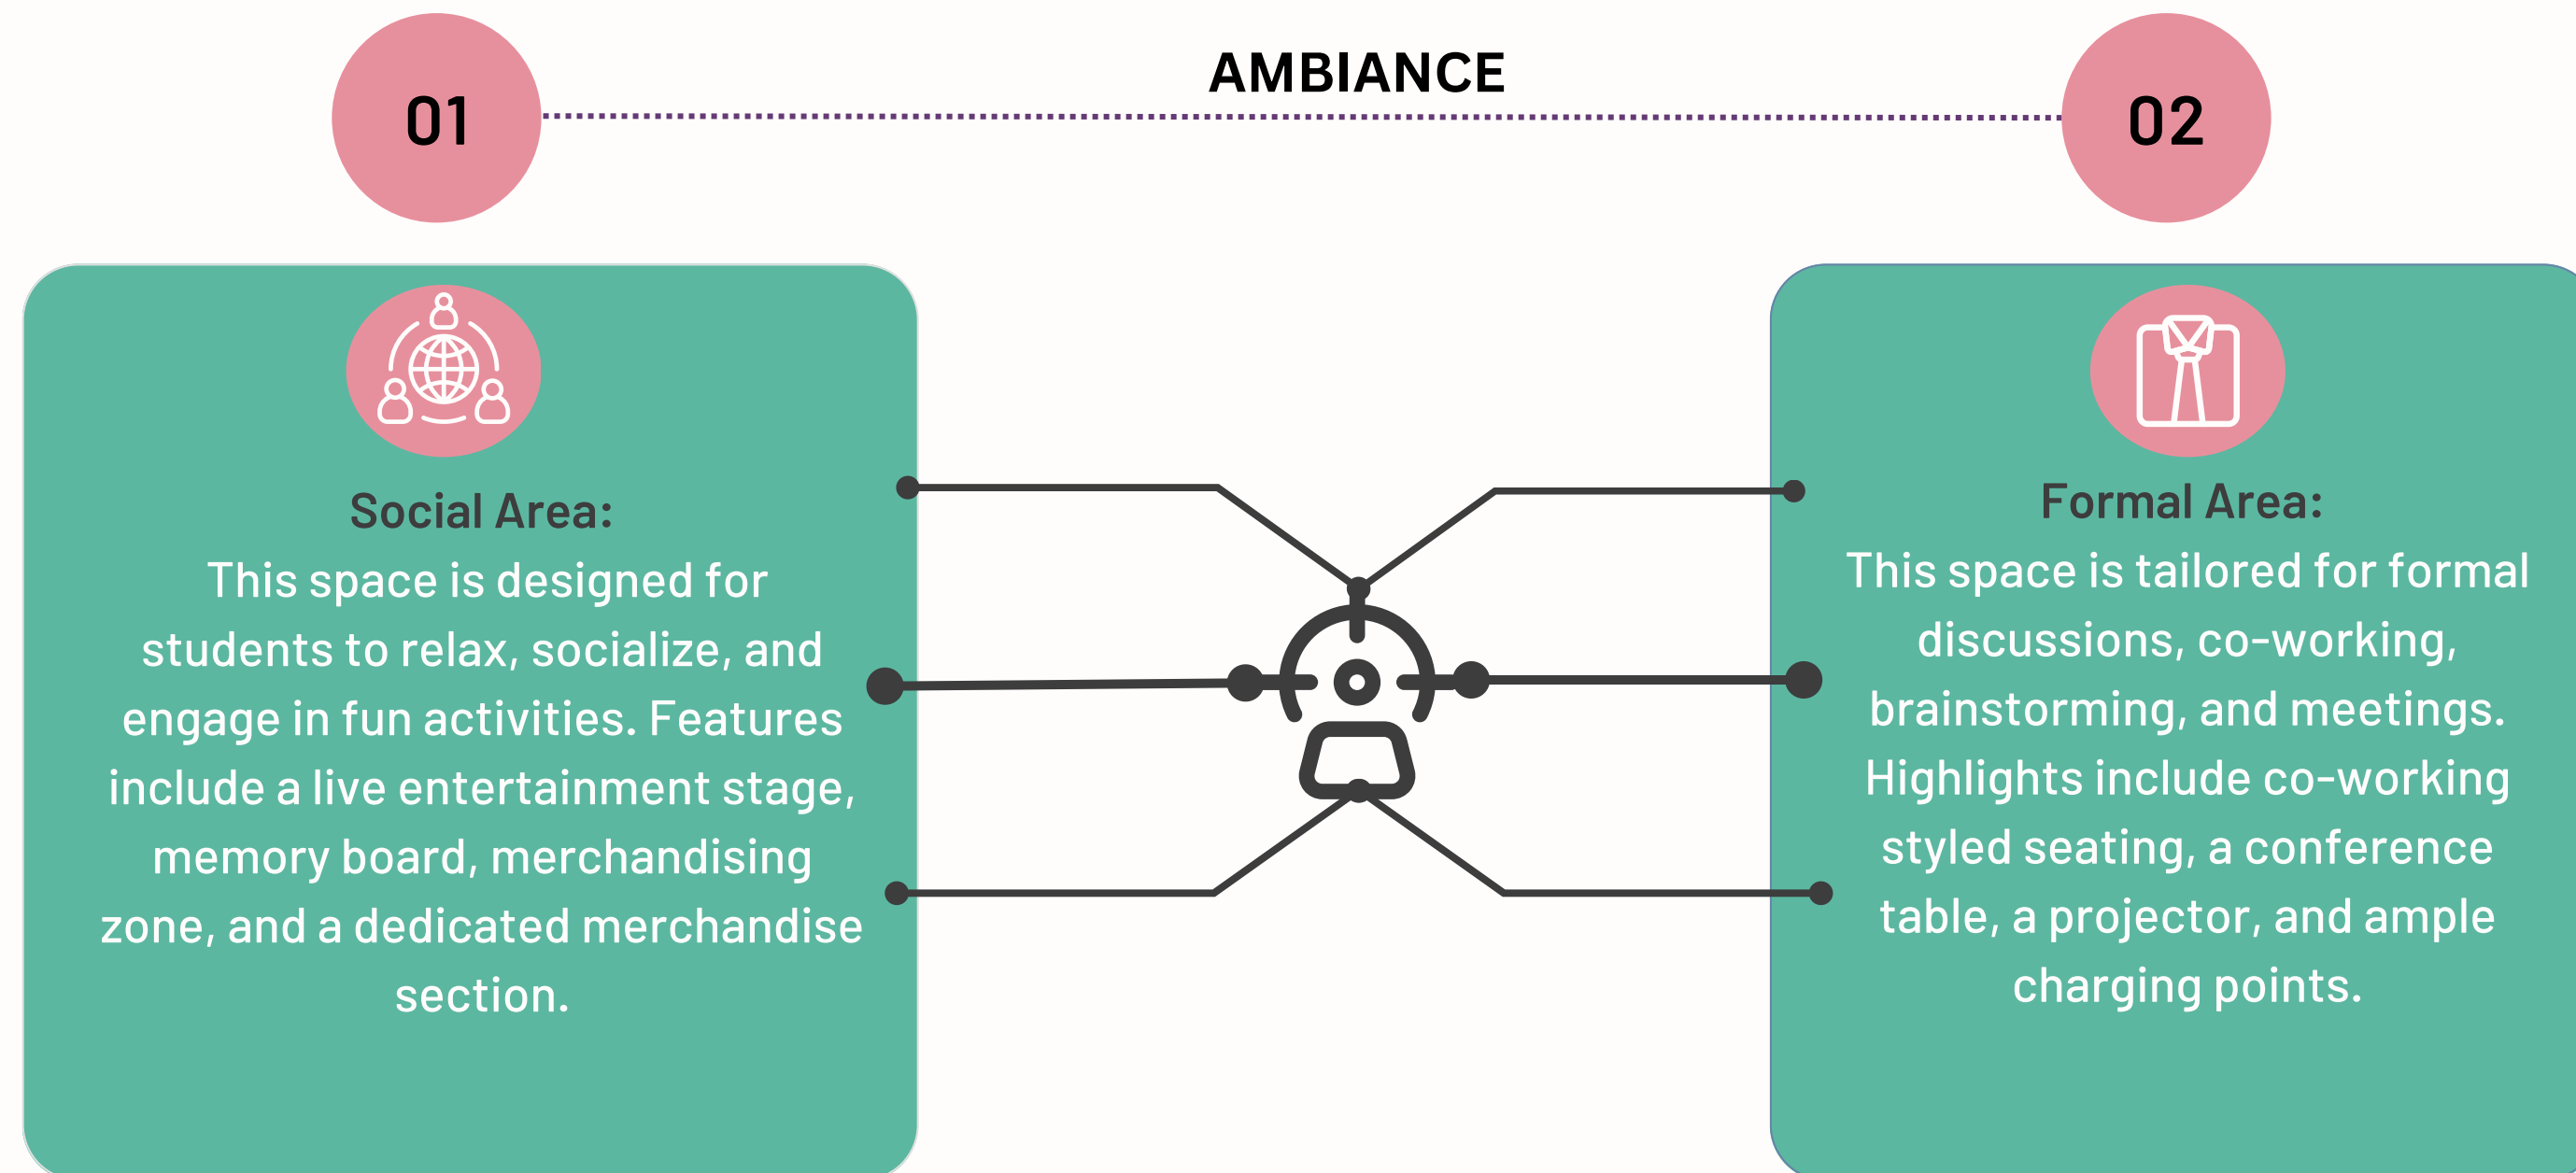 AMBIANCE
01
02
Social Area:
This space is designed for
students to relax, socialize, and
engage in fun activities. Features
include a live entertainment stage,
memory board, merchandising
zone, and a dedicated merchandise
section.
Formal Area:
This space is tailored for formal
discussions, co-working,
brainstorming, and meetings.
Highlights include co-working
styled seating, a conference
table, a projector, and ample
charging points.